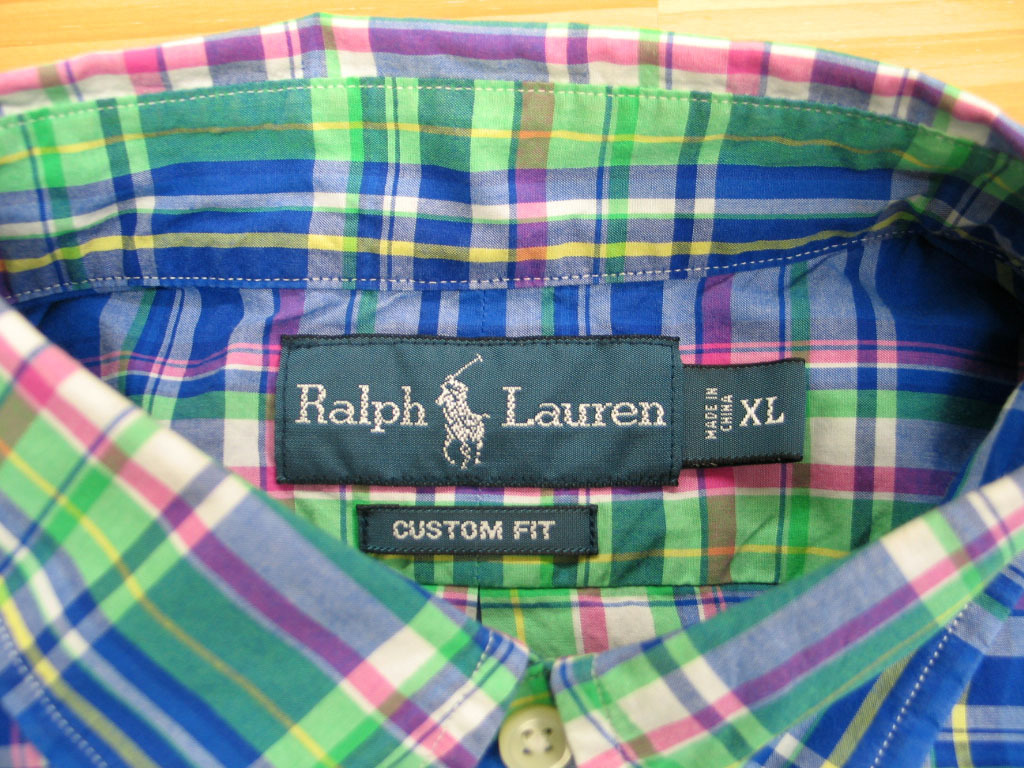 Ralph Lauren
MADE IN
CHINA
XL
CUSTOM FIT